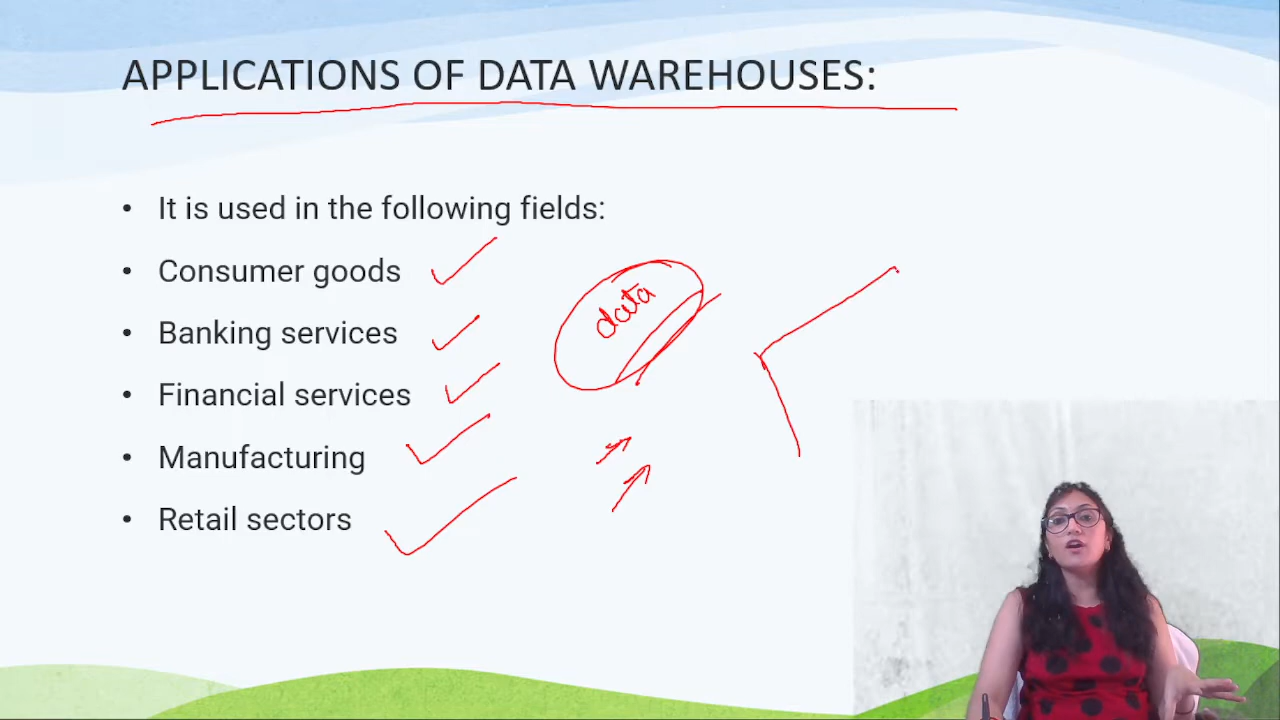 APPLICATIONS OF DATA WAREHOUSES:
• It is used in the following fields:
• Consumer goods
• Banking services
• Financial services
• Manufacturing
• Retail sectors
data